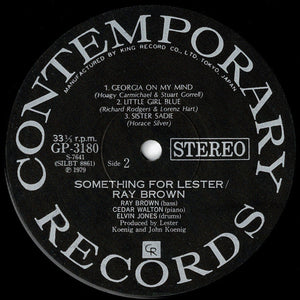 CONTEMPORARY
MANUFACTURED BY KING RECORD CO., LTD. TOKYO, JAPAN
1. GEORGIA ON MY MIND
(Hoagy Carmichael & Stuart Gorrell)
2. LITTLE GIRL BLUE
(Richard Rodgers & Lorenz Hart)
3. SISTER SADIE
(Horace Silver)
33⅓ r.p.m.
GP-3180
S-7641
(SILBT 8861)
Ⓟ 1979
Side 2
STEREO
SOMETHING FOR LESTER/
RAY BROWN
RAY BROWN (bass)
CEDAR WALTON (piano)
ELVIN JONES (drums)
Produced by Lester
Koenig and John Koenig
CR
RECORDS